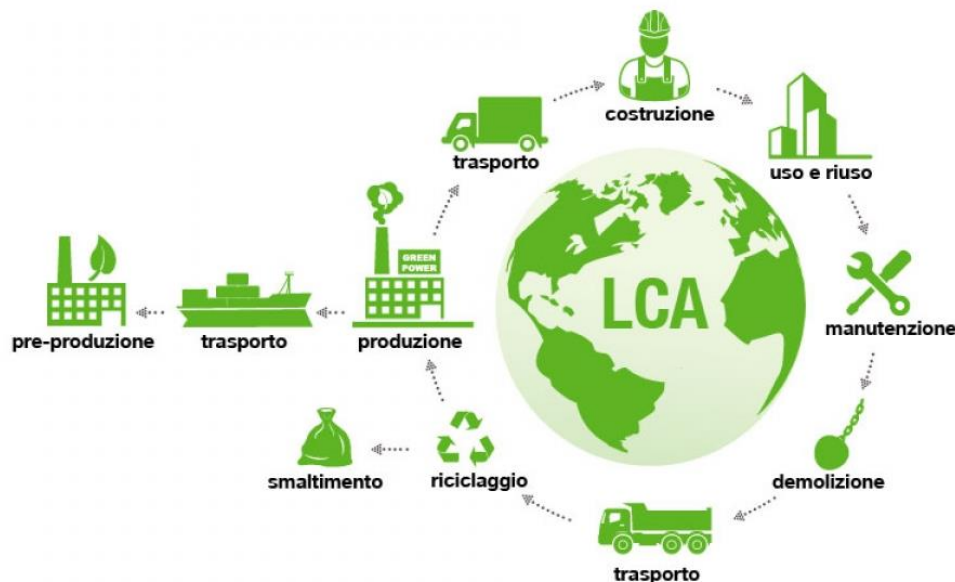 costruzione
trasporto
uso e riuso
GREEN
POWER
LCA
pre-produzione
trasporto
produzione
manutenzione
smaltimento
riciclaggio
demolizione
trasporto